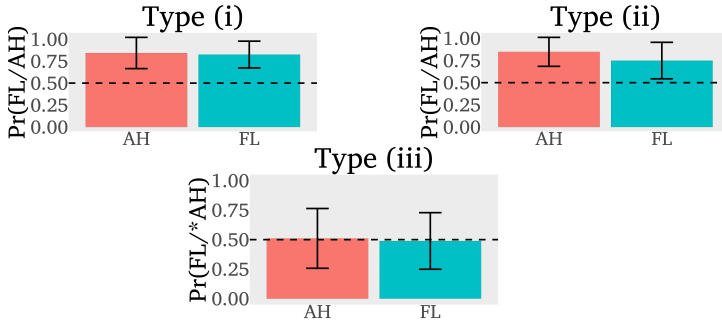 Type (i)
Pr(FL/AH)
1.00
0.75
0.50
0.25
0.00
AH FL
Type (ii)
Pr(FL/AH)
1.00
0.75
0.50
0.25
0.00
AH FL
Type (iii)
Pr(FL/*AH)
1.00
0.75
0.50
0.25
0.00
AH FL